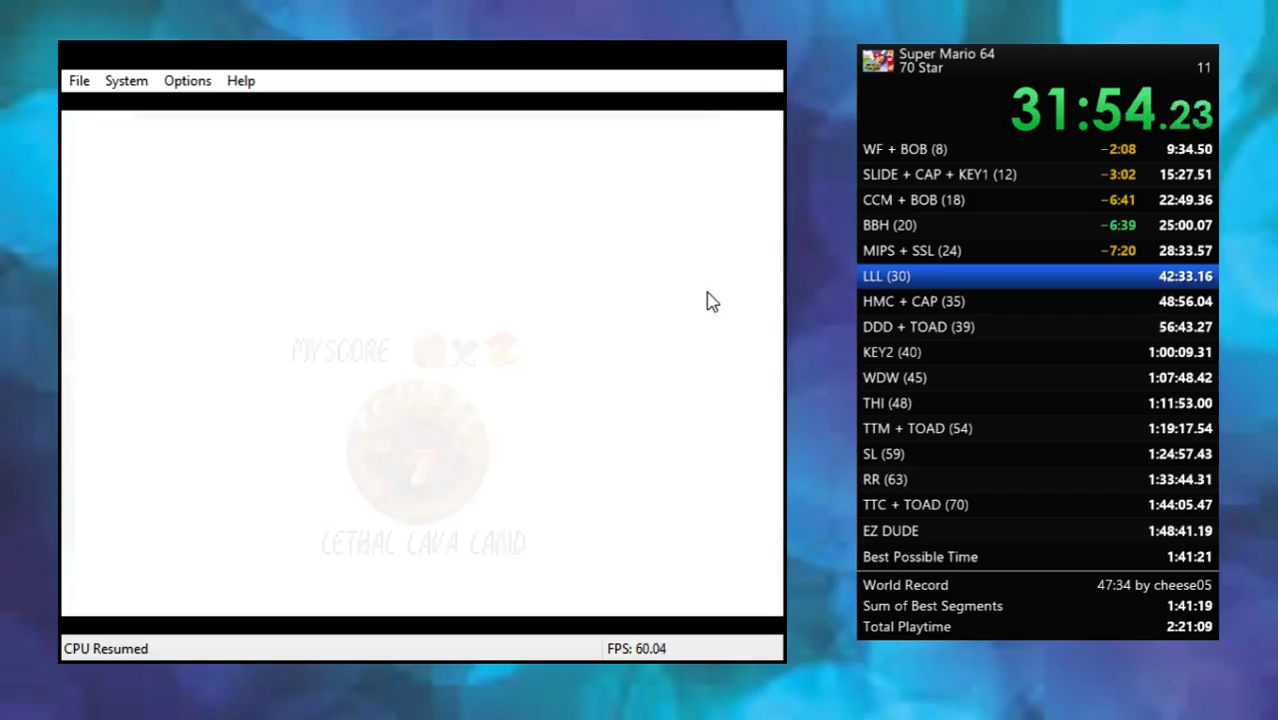 File System Options Help
MYSCORE x 2
7
LETHAL LAVA LAND
CPU Resumed FPS: 60.04
Super Mario 64
70 Star 11
31:54.23
WF + BOB (8) −2:08 9:34.50
SLIDE + CAP + KEY1 (12) −3:02 15:27.51
CCM + BOB (18) −6:41 22:49.36
BBH (20) −6:39 25:00.07
MIPS + SSL (24) −7:20 28:33.57
LLL (30) 42:33.16
HMC + CAP (35) 48:56.04
DDD + TOAD (39) 56:43.27
KEY2 (40) 1:00:09.31
WDW (45) 1:07:48.42
THI (48) 1:11:53.00
TTM + TOAD (54) 1:19:17.54
SL (59) 1:24:57.43
RR (63) 1:33:44.31
TTC + TOAD (70) 1:44:05.47
EZ DUDE 1:48:41.19
Best Possible Time 1:41:21
World Record 47:34 by cheese05
Sum of Best Segments 1:41:19
Total Playtime 2:21:09